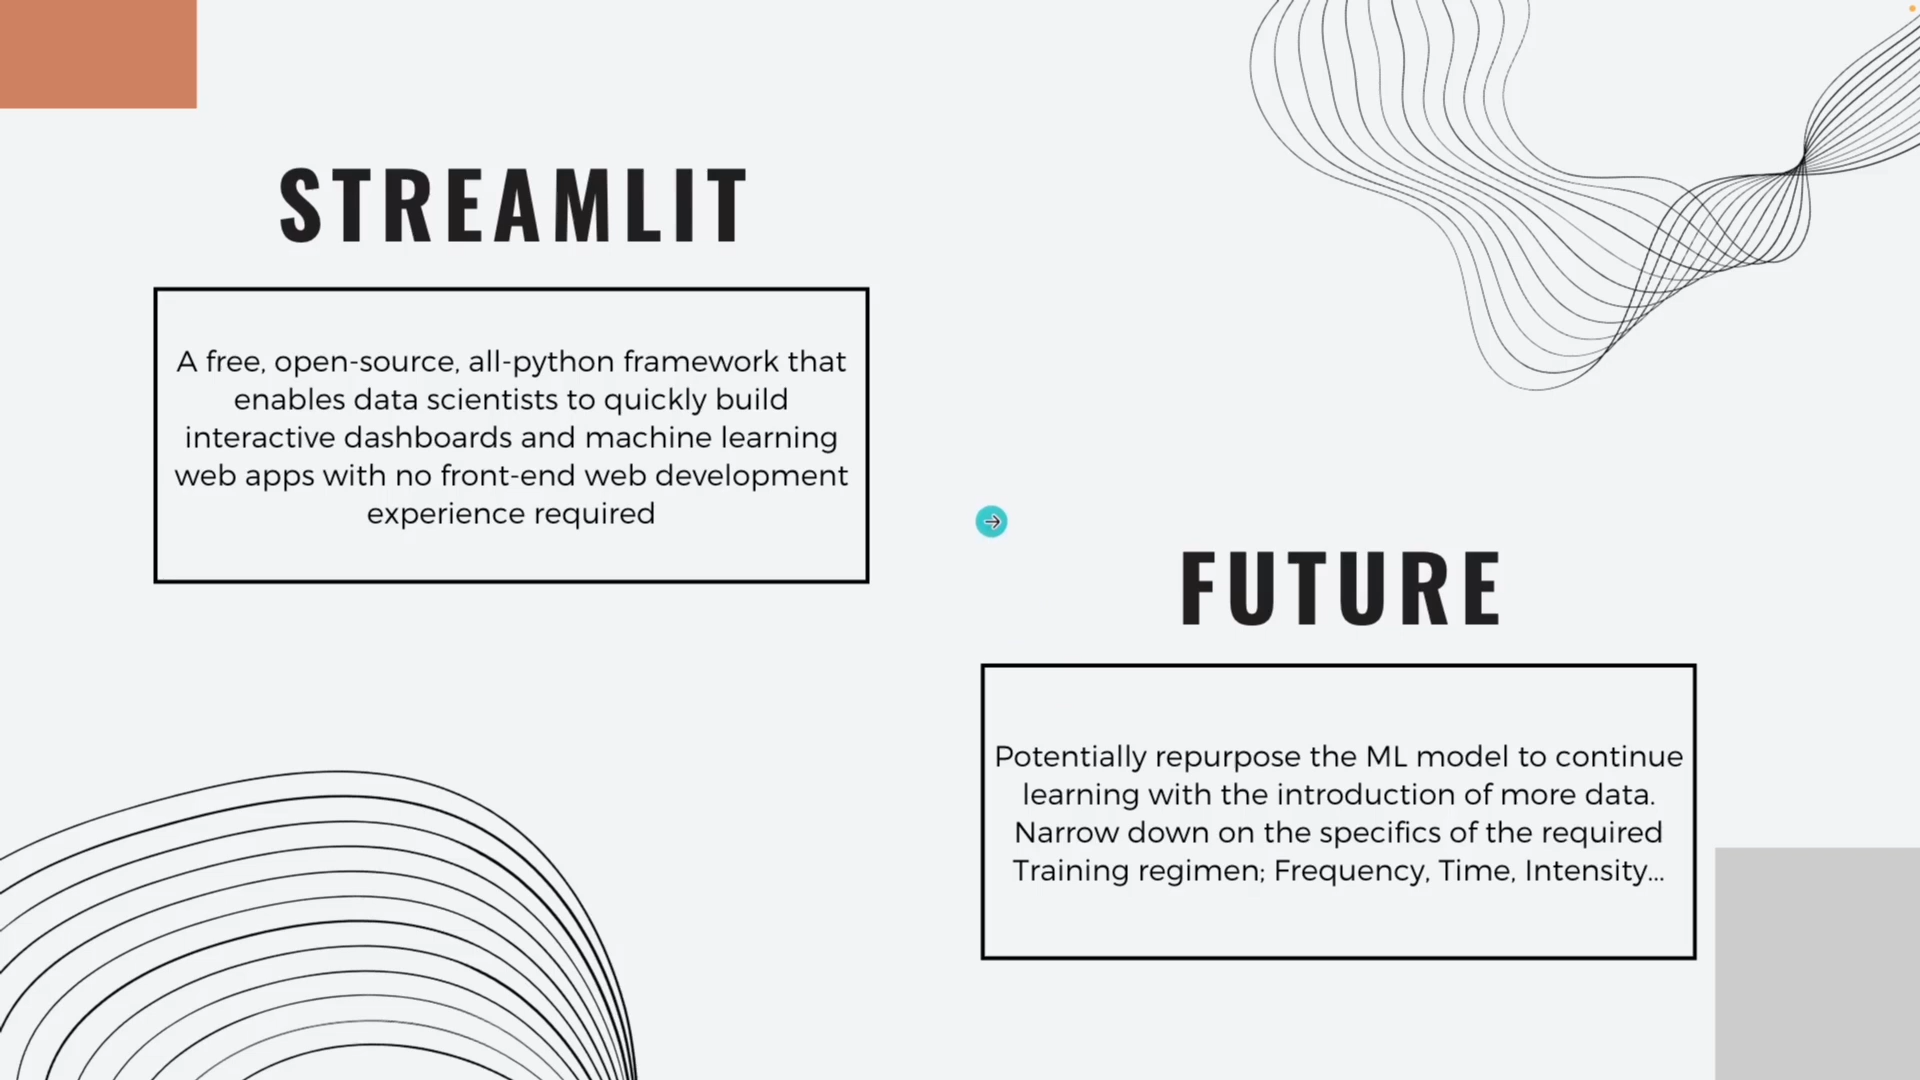 STREAMLIT
A free, open-source, all-python framework that
enables data scientists to quickly build
interactive dashboards and machine learning
web apps with no front-end web development
experience required
FUTURE
Potentially repurpose the ML model to continue
learning with the introduction of more data.
Narrow down on the specifics of the required
Training regimen; Frequency, Time, Intensity...